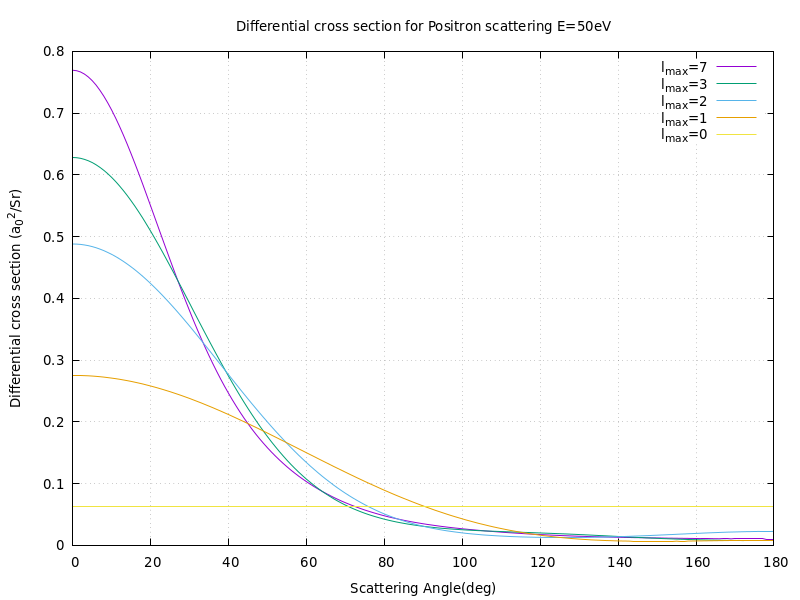 Differential cross section for Positron scattering E=50eV
Differential cross section (a₀²/Sr)
0.8
0.7
0.6
0.5
0.4
0.3
0.2
0.1
0
lmax=7
lmax=3
lmax=2
lmax=1
lmax=0
0 20 40 60 80 100 120 140 160 180
Scattering Angle(deg)